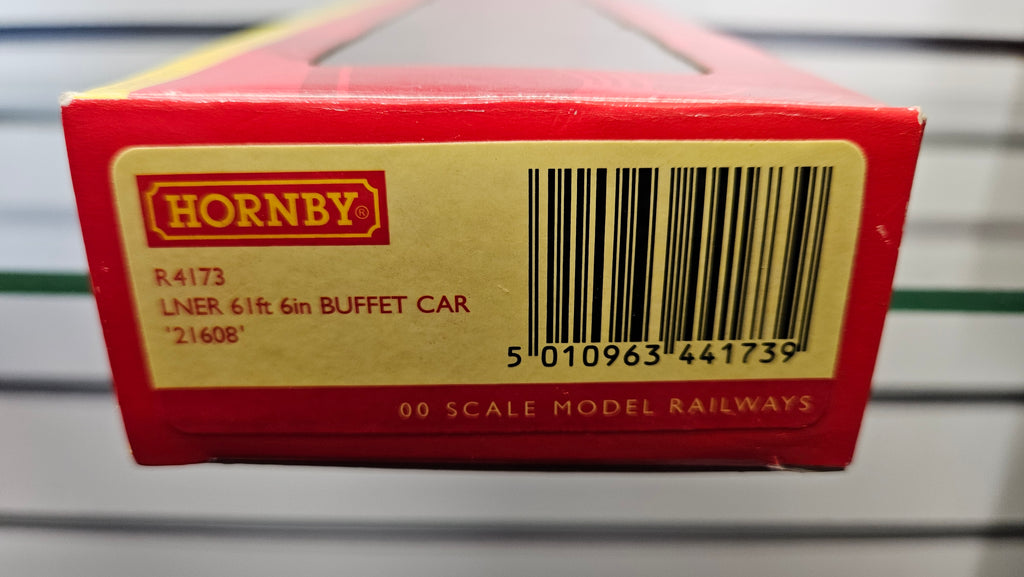 HORNBY®
R4173
LNER 61ft 6in BUFFET CAR
'21608'
5 010963 441739
00 SCALE MODEL RAILWAYS